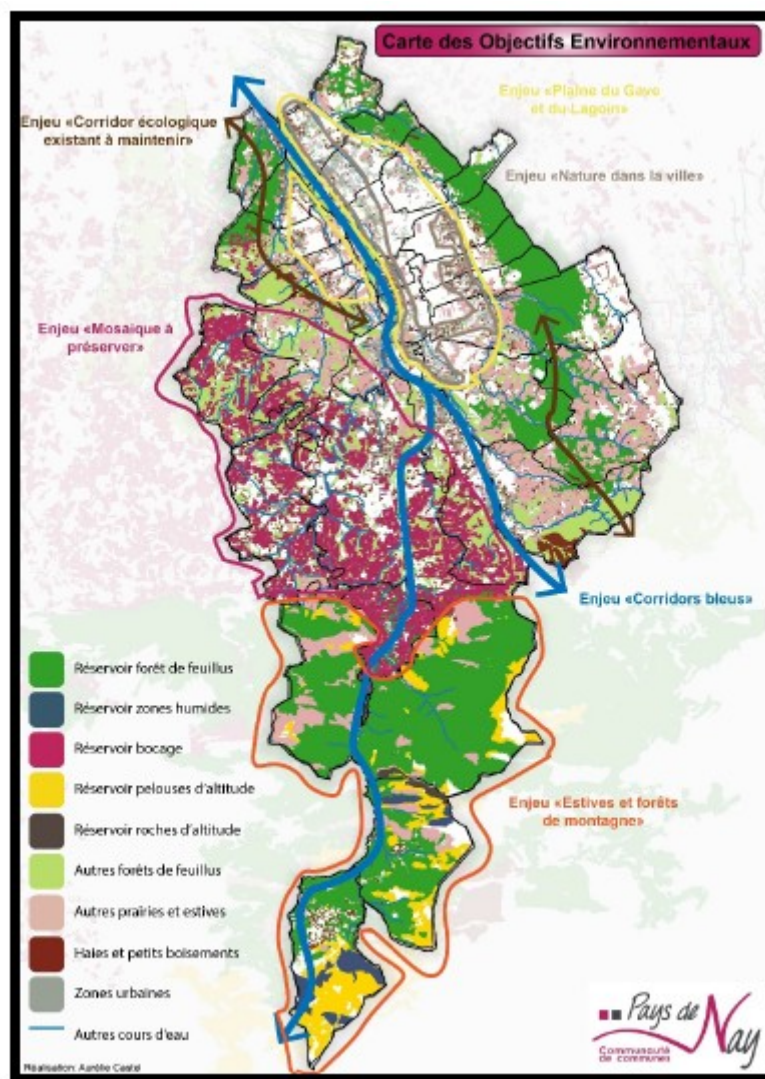 Carte des Objectifs Environnementaux
Enjeu «Plaine du Gave
et du Lagoin»
Enjeu «Corridor écologique
existant à maintenir»
Enjeu «Nature dans la ville»
Enjeu «Mosaïque à
préserver»
Enjeu «Corridors bleus»
Enjeu «Estives et forêts
de montagne»
Réservoir forêt de feuillus
Réservoir zones humides
Réservoir bocage
Réservoir pelouses d'altitude
Réservoir roches d'altitude
Autres forêts de feuillus
Autres prairies et estives
Haies et petits boisements
Zones urbaines
Autres cours d'eau
Pays de Nay
Communauté
de communes
Réalisation: Aurélie Castel